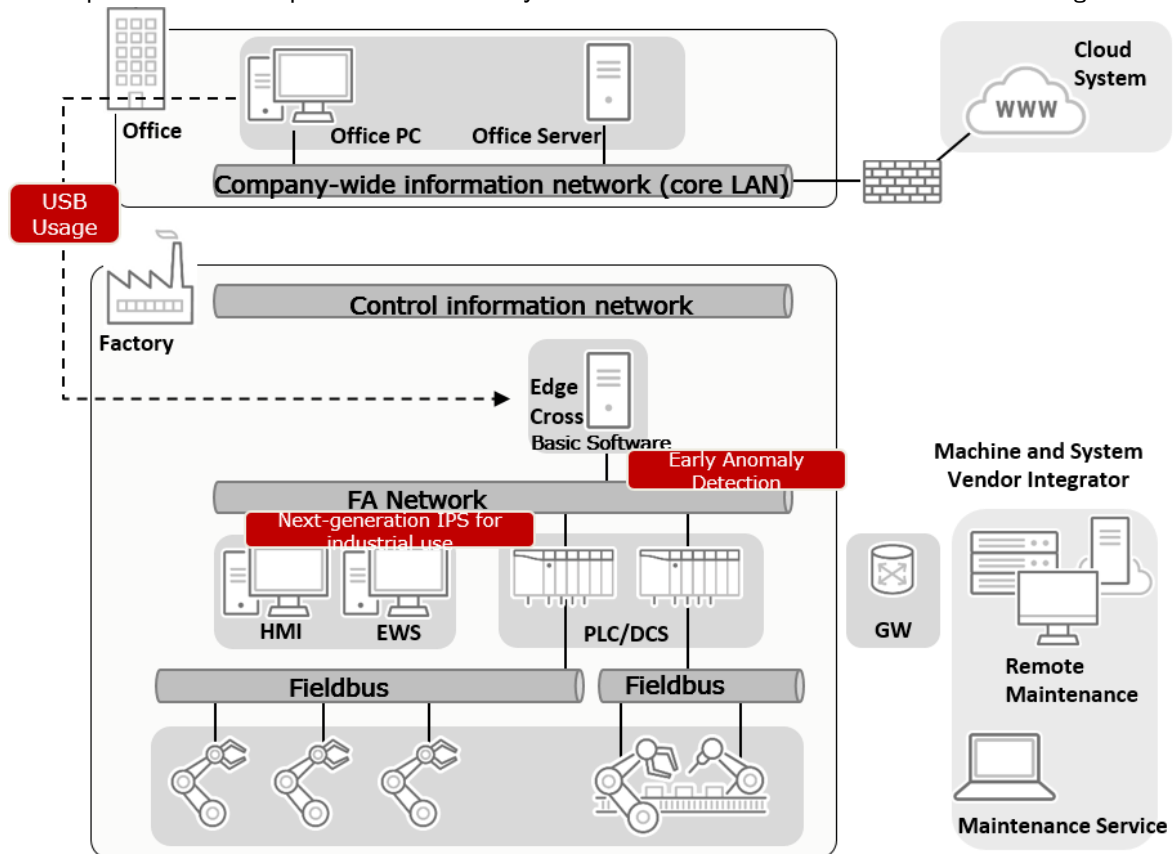 Cloud
System
WWW
Office
Office PC
Office Server
Company-wide information network (core LAN)
USB
Usage
Control information network
Factory
Edge
Cross
Basic Software
Early Anomaly
Detection
Machine and System
Vendor Integrator
FA Network
Next-generation IPS for
industrial use
HMI
EWS
PLC/DCS
GW
Remote
Maintenance
Fieldbus
Fieldbus
Maintenance Service